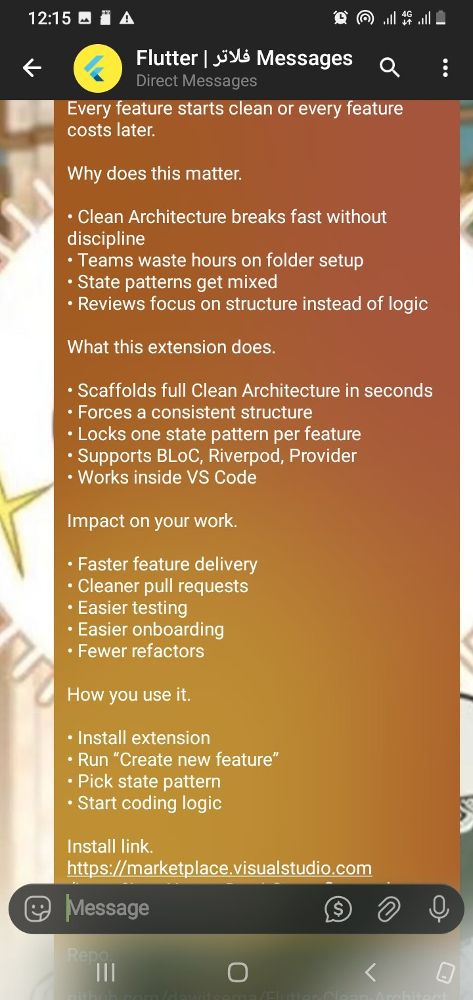 12:15
4G
Flutter | فلاتر Messages
Direct Messages
Every feature starts clean or every feature
costs later.
Why does this matter.
• Clean Architecture breaks fast without
discipline
• Teams waste hours on folder setup
• State patterns get mixed
• Reviews focus on structure instead of logic
What this extension does.
• Scaffolds full Clean Architecture in seconds
• Forces a consistent structure
• Locks one state pattern per feature
• Supports BLoC, Riverpod, Provider
• Works inside VS Code
Impact on your work.
• Faster feature delivery
• Cleaner pull requests
• Easier testing
• Easier onboarding
• Fewer refactors
How you use it.
• Install extension
• Run “Create new feature”
• Pick state pattern
• Start coding logic
Install link.
https://marketplace.visualstudio.com
Message
Repo.
github.com/dawitsema/Flutter-Clean-Architect